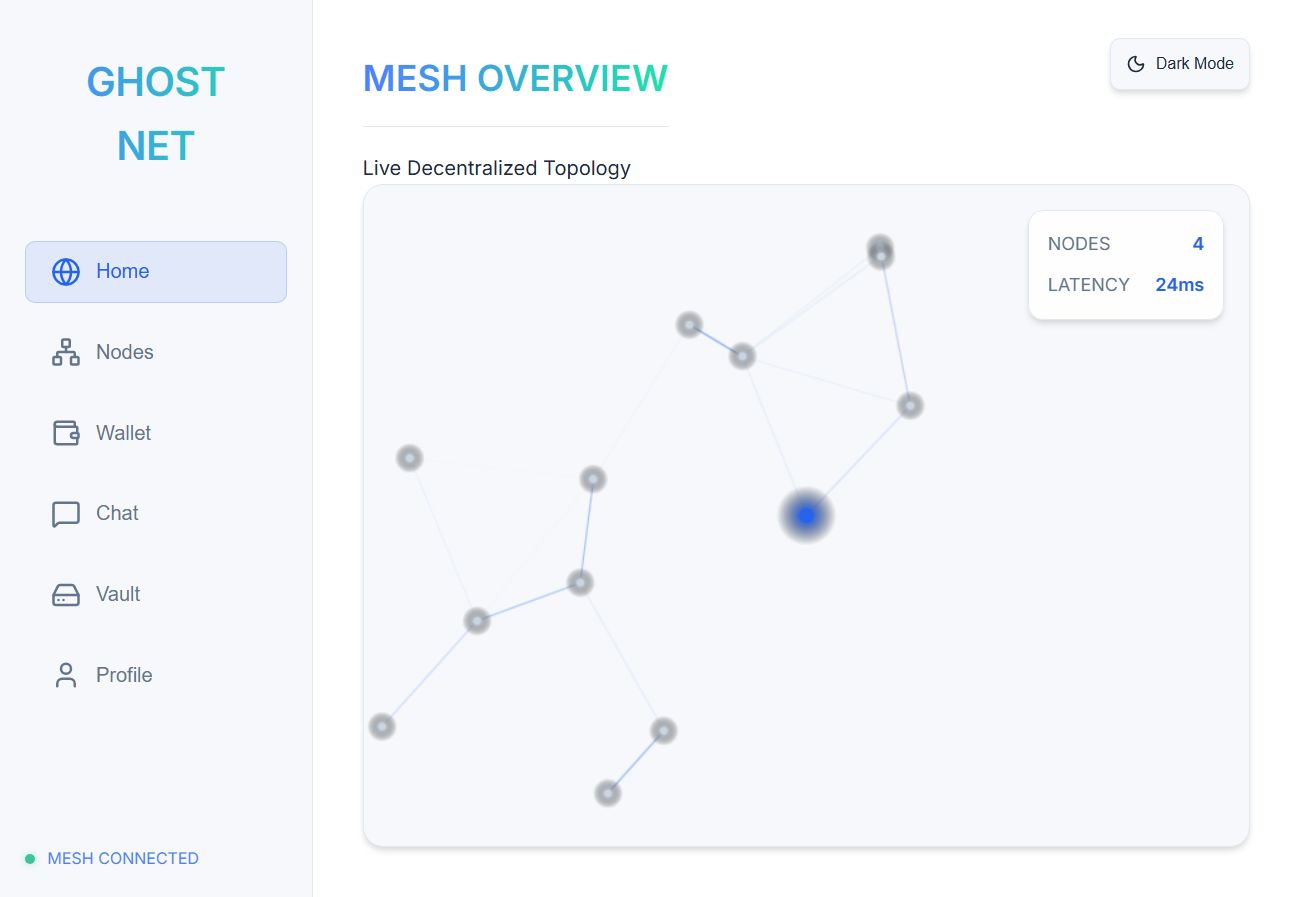 GHOST
NET
Home
Nodes
Wallet
Chat
Vault
Profile
MESH CONNECTED
MESH OVERVIEW
Dark Mode
Live Decentralized Topology
NODES 4
LATENCY 24ms